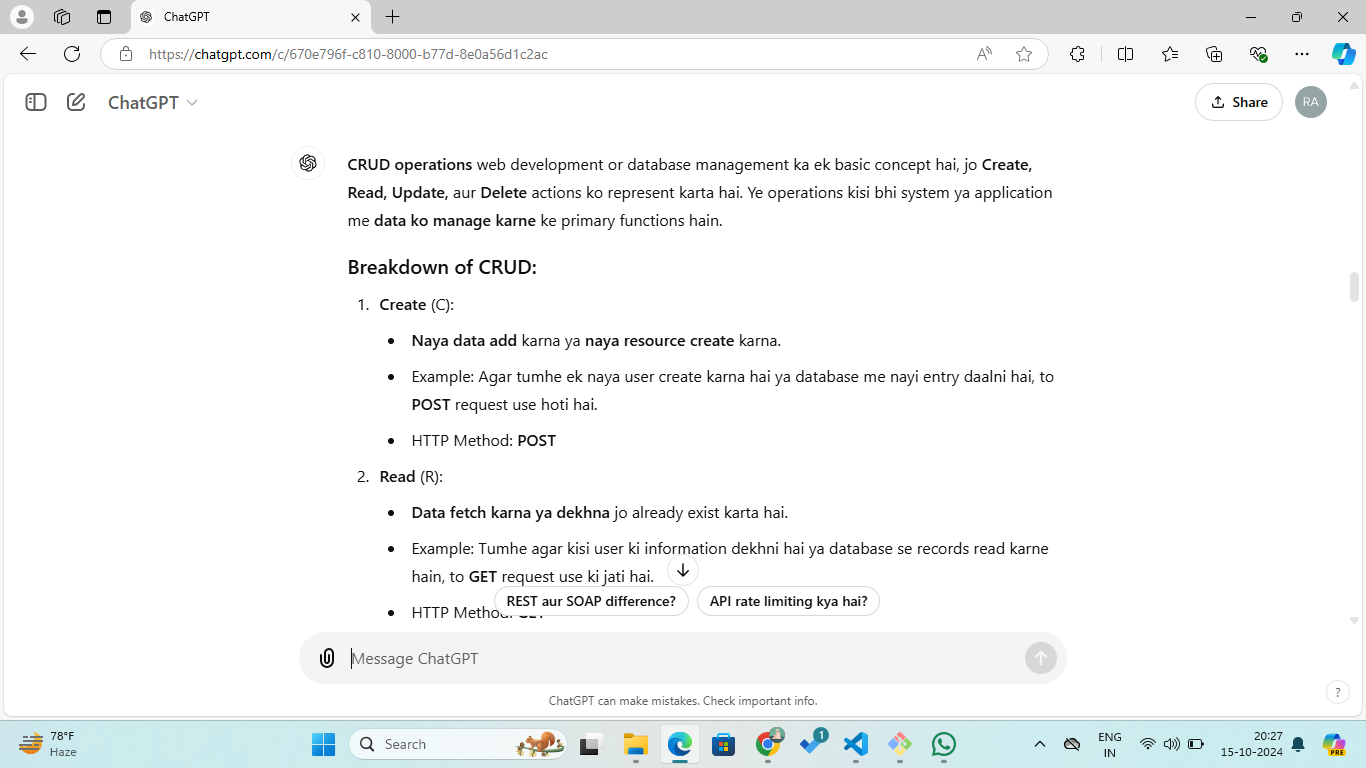 ChatGPT
https://chatgpt.com/c/670e796f-c810-8000-b77d-8e0a56d1c2ac
ChatGPT
Share
RA
CRUD operations web development or database management ka ek basic concept hai, jo Create,
Read, Update, aur Delete actions ko represent karta hai. Ye operations kisi bhi system ya application
me data ko manage karne ke primary functions hain.
Breakdown of CRUD:
1. Create (C):
• Naya data add karna ya naya resource create karna.
• Example: Agar tumhe ek naya user create karna hai ya database me nayi entry daalni hai, to
POST request use hoti hai.
• HTTP Method: POST
2. Read (R):
• Data fetch karna ya dekhna jo already exist karta hai.
• Example: Tumhe agar kisi user ki information dekhni hai ya database se records read karne
hain, to GET request use ki jati hai.
REST aur SOAP difference?
API rate limiting kya hai?
• HTTP Method: GET
Message ChatGPT
ChatGPT can make mistakes. Check important info.
?
78°F
Haze
Search
1
ENG
IN
20:27
15-10-2024
PRE